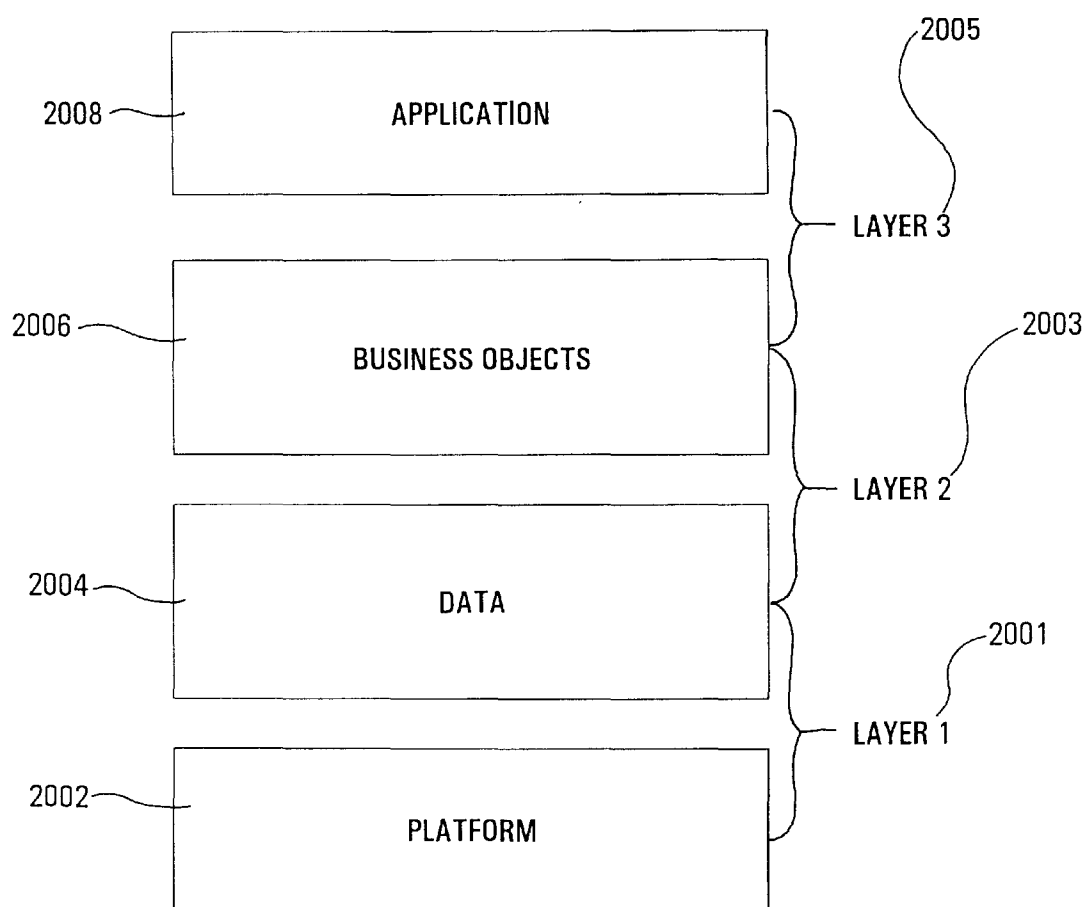 2005
2008
APPLICATION
LAYER 3
2006
BUSINESS OBJECTS
2003
LAYER 2
2004
DATA
2001
LAYER 1
2002
PLATFORM